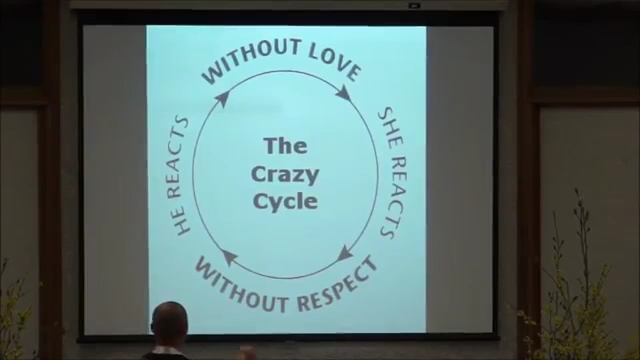 WITHOUT LOVE
SHE REACTS
WITHOUT RESPECT
HE REACTS
The
Crazy
Cycle